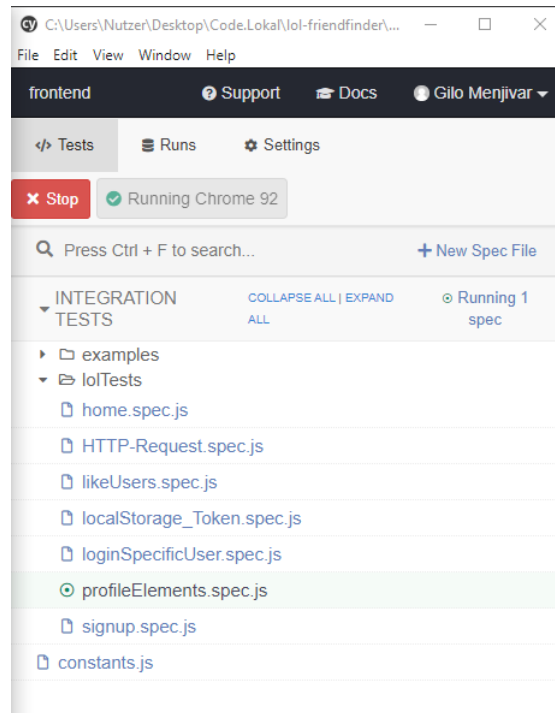 cy C:\Users\Nutzer\Desktop\Code.Lokal\lol-friendfinder\...
File Edit View Window Help
frontend Support Docs Gilo Menjivar
</> Tests Runs Settings
Stop Running Chrome 92
Press Ctrl + F to search... + New Spec File
INTEGRATION TESTS COLLAPSE ALL | EXPAND ALL Running 1 spec
examples
lolTests
home.spec.js
HTTP-Request.spec.js
likeUsers.spec.js
localStorage_Token.spec.js
loginSpecificUser.spec.js
profileElements.spec.js
signup.spec.js
constants.js